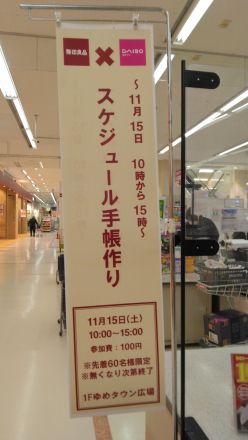 無印良品 × DAISO
~11月15日 10時から15時~
スケジュール手帳作り
11月15日(土)
10:00~15:00
参加費:100円
※先着60名様限定
※無くなり次第終了
1Fゆめタウン広場